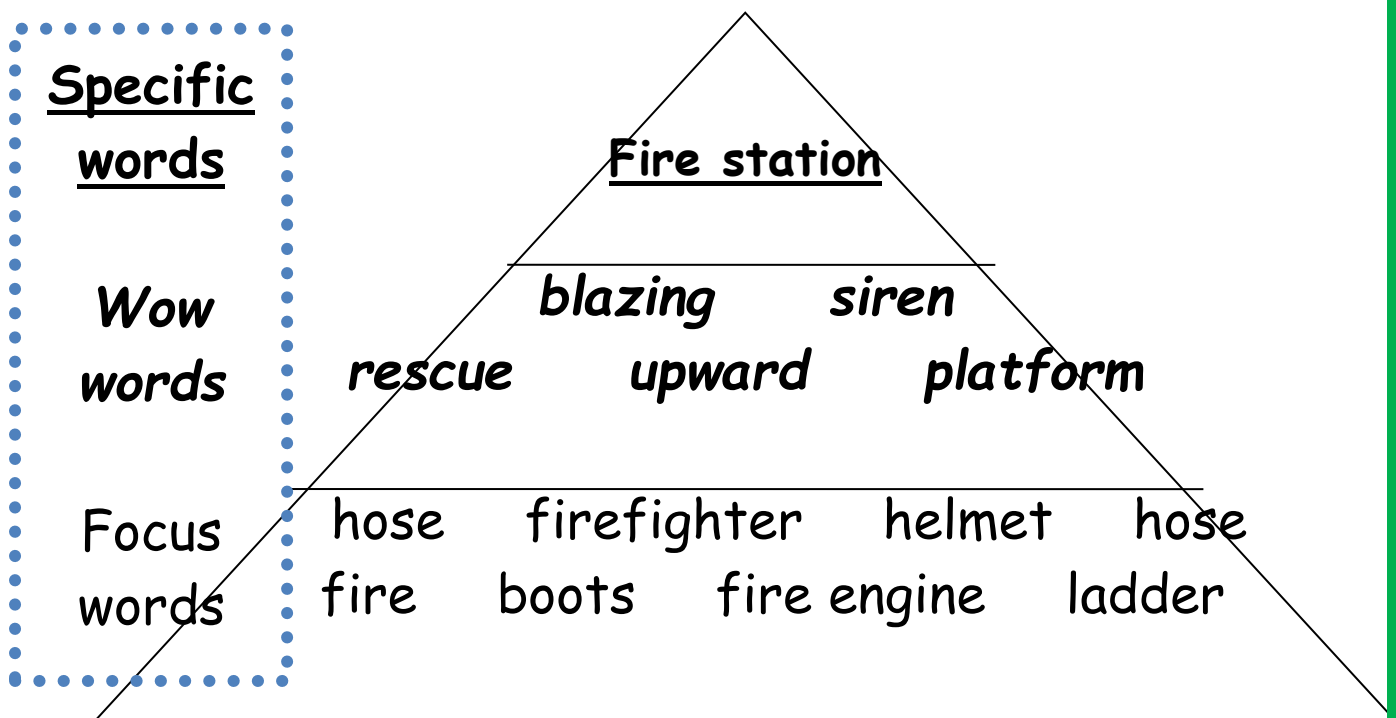 Specific
words
Wow
words
Focus
words
Fire station
blazing siren
rescue upward platform
hose firefighter helmet hose
fire boots fire engine ladder